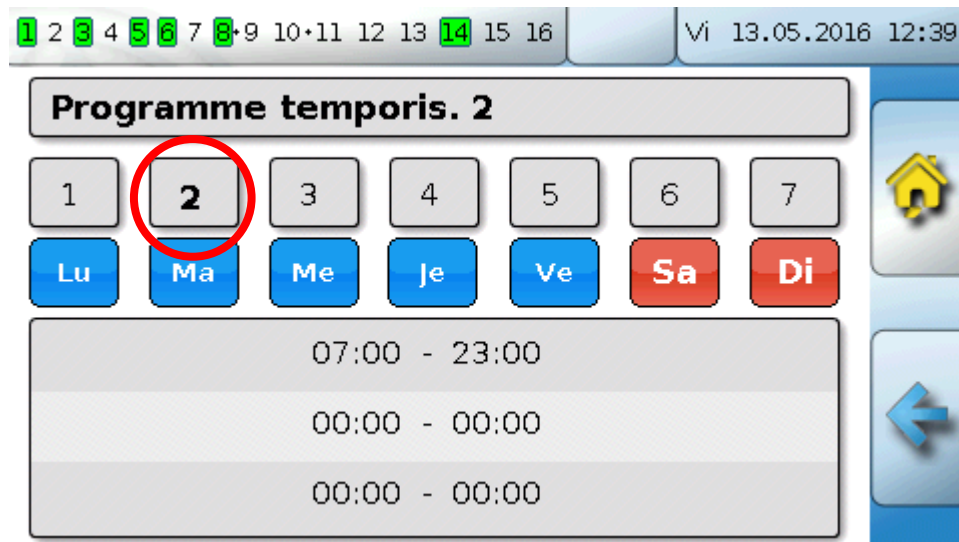 1 2 3 4 5 6 7 8•9 10•11 12 13 14 15 16 Vi 13.05.2016 12:39
Programme temporis. 2
1 2 3 4 5 6 7
Lu Ma Me Je Ve Sa Di
07:00 - 23:00
00:00 - 00:00
00:00 - 00:00